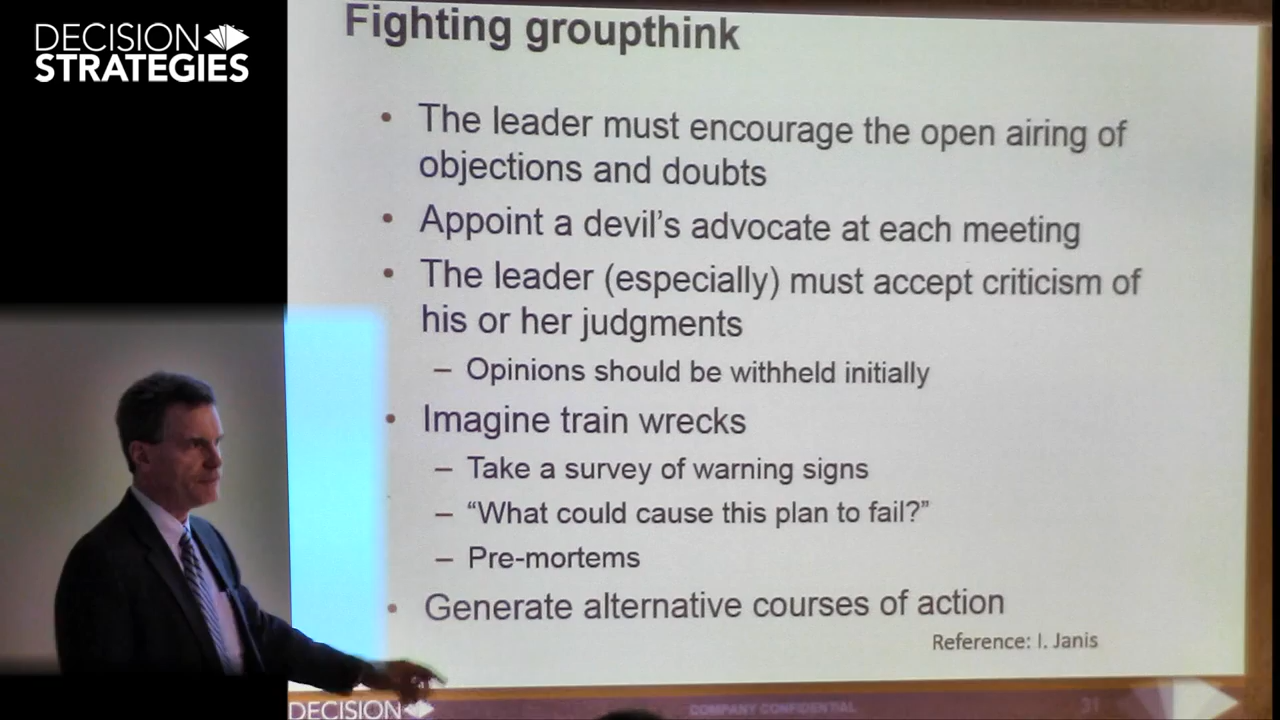 DECISION
STRATEGIES
Fighting groupthink
• The leader must encourage the open airing of
objections and doubts
• Appoint a devil's advocate at each meeting
• The leader (especially) must accept criticism of
his or her judgments
– Opinions should be withheld initially
• Imagine train wrecks
– Take a survey of warning signs
– “What could cause this plan to fail?”
– Pre-mortems
• Generate alternative courses of action
Reference: I. Janis
DECISION
COMPANY CONFIDENTIAL
31